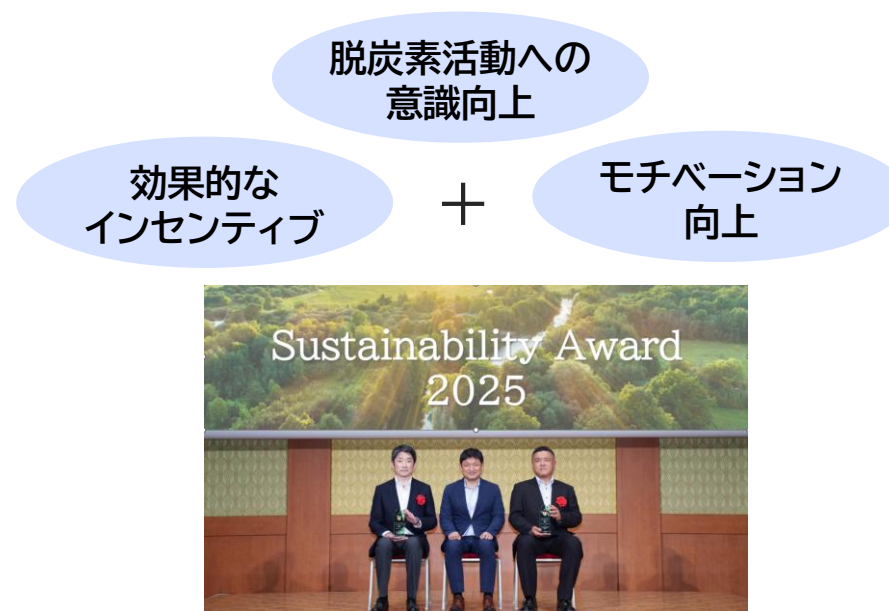 脱炭素活動への
意識向上
効果的な
インセンティブ
＋
モチベーション
向上
Sustainability Award
2025